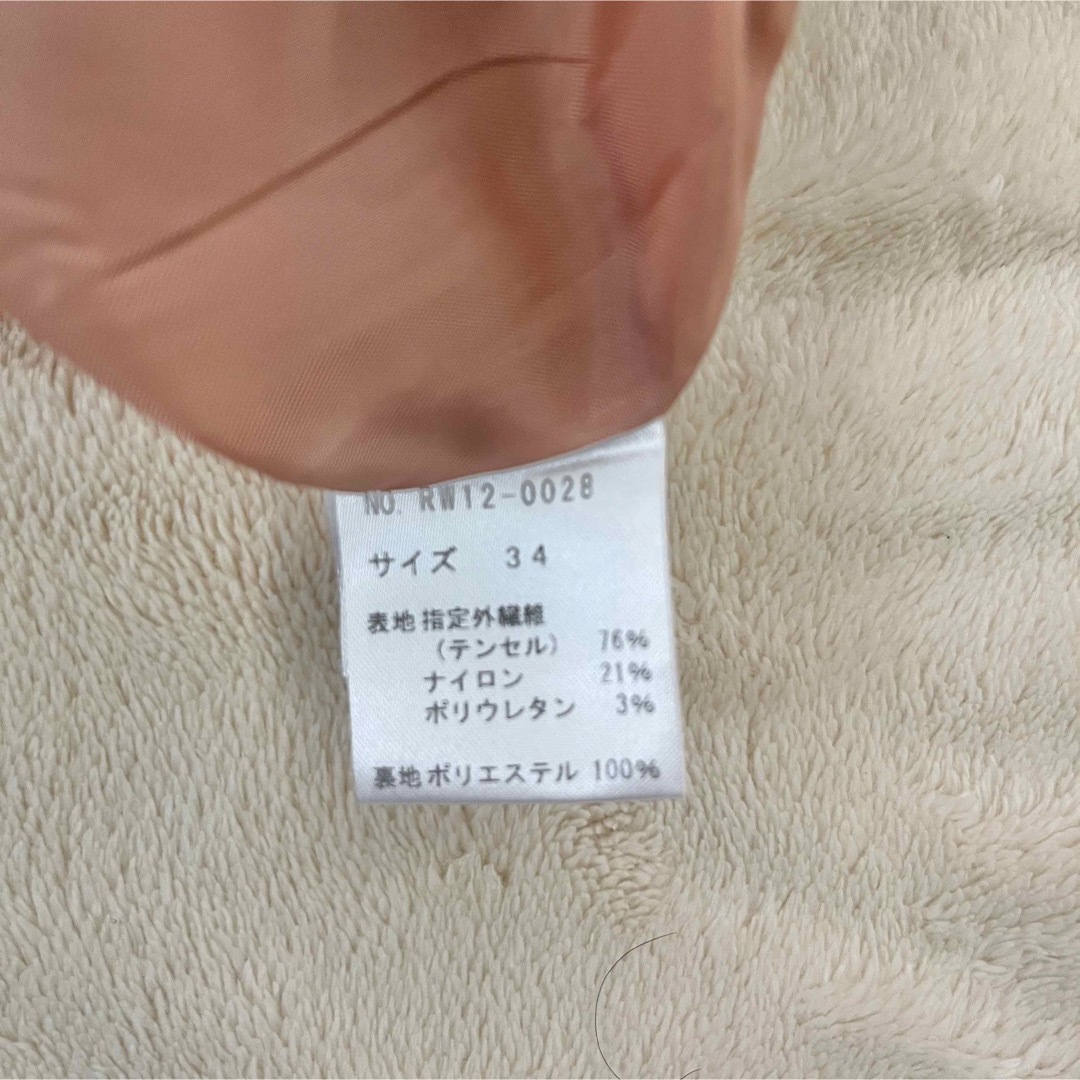 NO. RW12-0028
サイズ 34
表地 指定外繊維
(テンセル) 76%
ナイロン 21%
ポリウレタン 3%
裏地 ポリエステル 100%